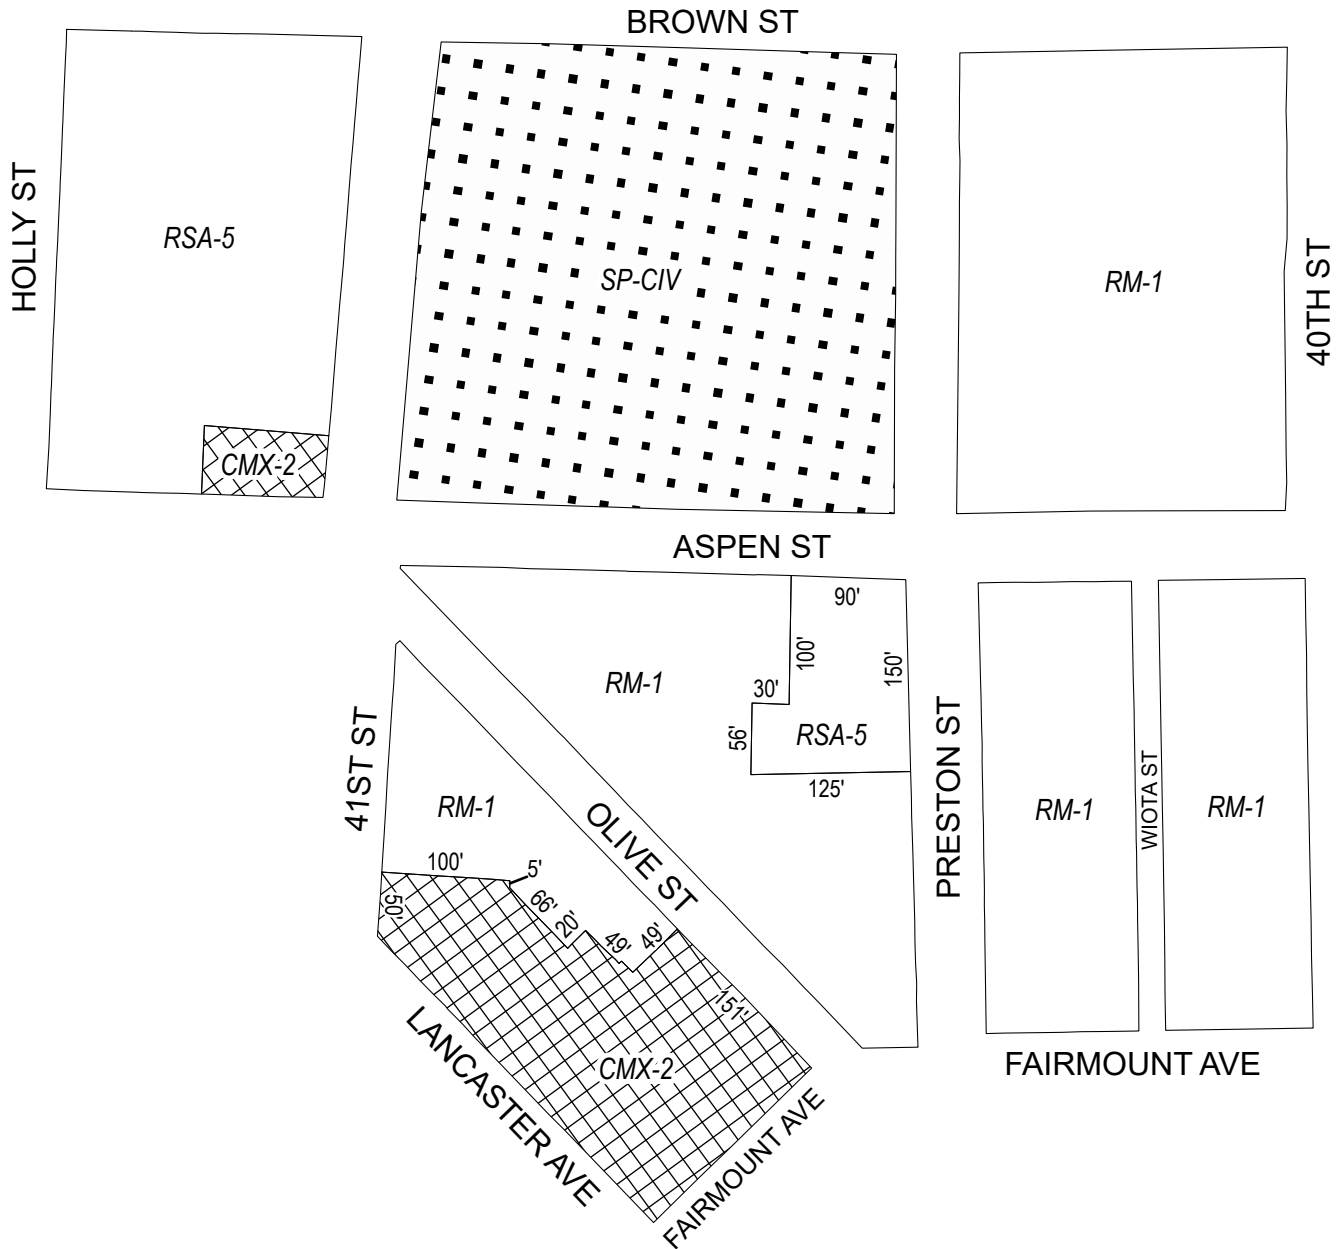 BROWN ST
HOLLY ST
RSA-5
SP-CIV
RM-1
40TH ST
CMX-2
ASPEN ST
90'
100'
150'
RM-1
30'
56'
RSA-5
125'
41ST ST
RM-1
OLIVE ST
PRESTON ST
RM-1
WIOTA ST
RM-1
100'
5'
50'
66'
20'
49'
49'
151'
LANCASTER AVE
CMX-2
FAIRMOUNT AVE
FAIRMOUNT AVE